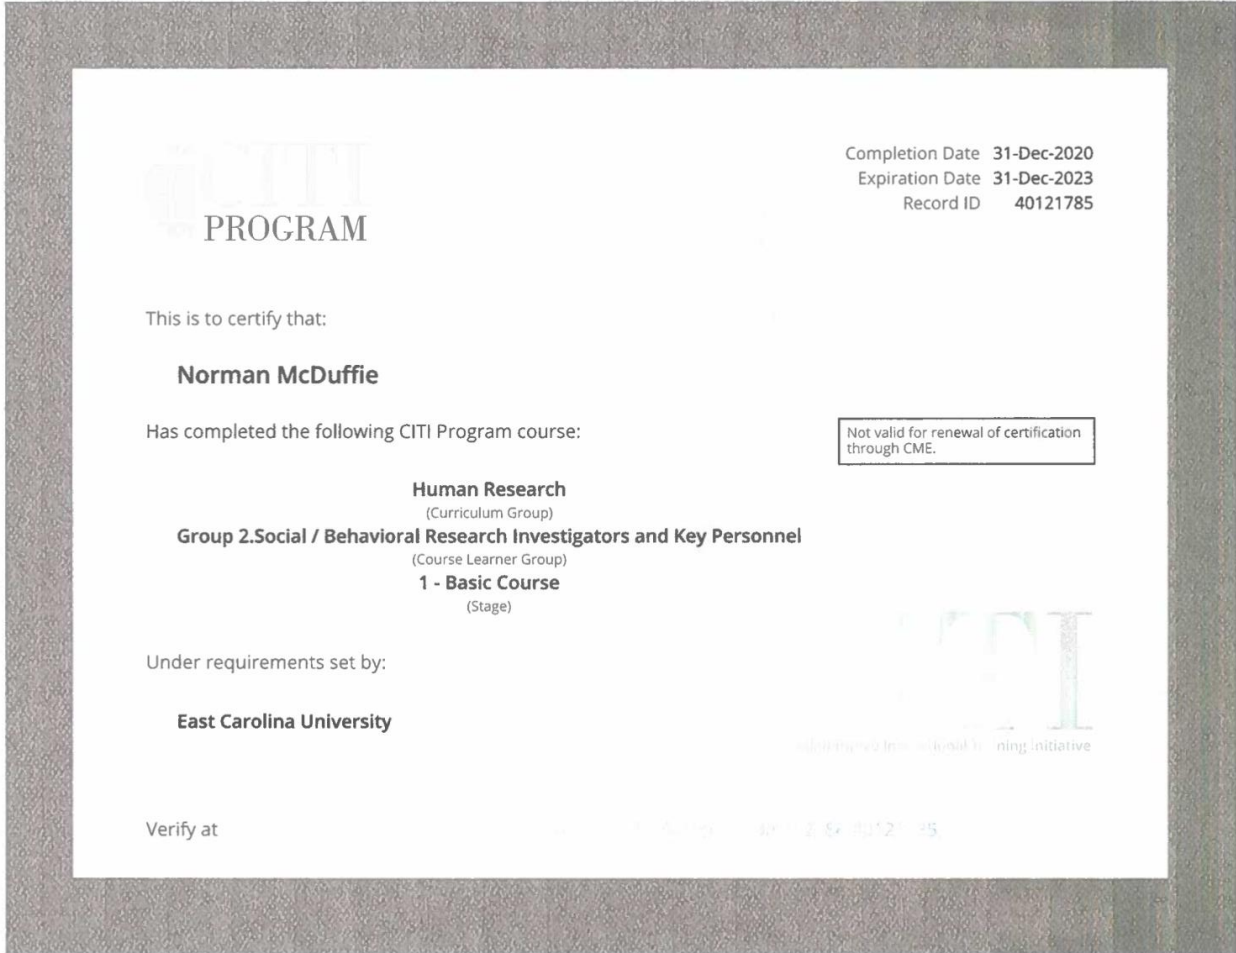 CITI
PROGRAM
Completion Date 31-Dec-2020
Expiration Date 31-Dec-2023
Record ID 40121785
This is to certify that:
Norman McDuffie
Has completed the following CITI Program course:
Not valid for renewal of certification
through CME.
Human Research
(Curriculum Group)
Group 2.Social / Behavioral Research Investigators and Key Personnel
(Course Learner Group)
1 - Basic Course
(Stage)
Under requirements set by:
East Carolina University
TI
Initiative
Verify at